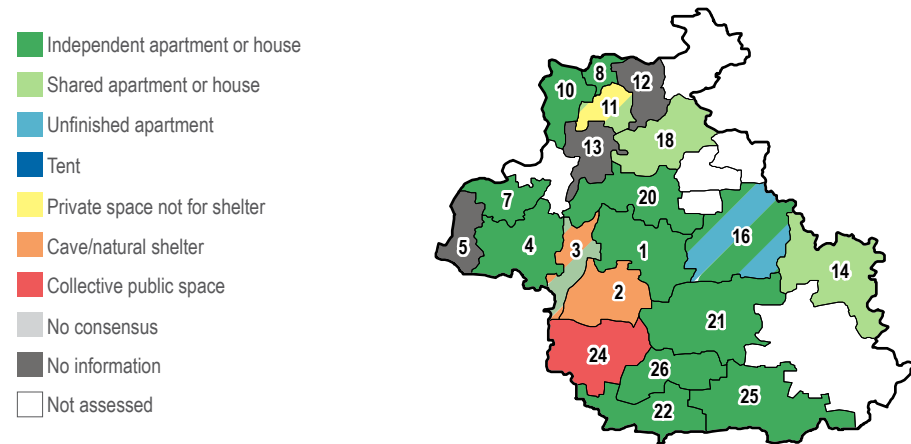 Independent apartment or house
Shared apartment or house
Unfinished apartment
Tent
Private space not for shelter
Cave/natural shelter
Collective public space
No consensus
No information
Not assessed
8
12
10
11
13
18
7
20
5
4
3
1
16
14
2
21
24
26
25
22